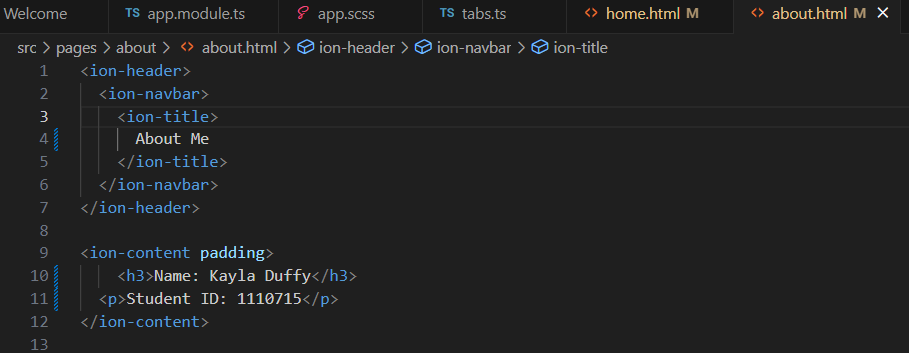 Welcome TS app.module.ts app.scss TS tabs.ts <> home.html M <> about.html M ×
src > pages > about > <> about.html > ion-header > ion-navbar > ion-title
1 <ion-header>
2 <ion-navbar>
3 <ion-title>
4 About Me
5 </ion-title>
6 </ion-navbar>
7 </ion-header>
8
9 <ion-content padding>
10 <h3>Name: Kayla Duffy</h3>
11 <p>Student ID: 1110715</p>
12 </ion-content>
13